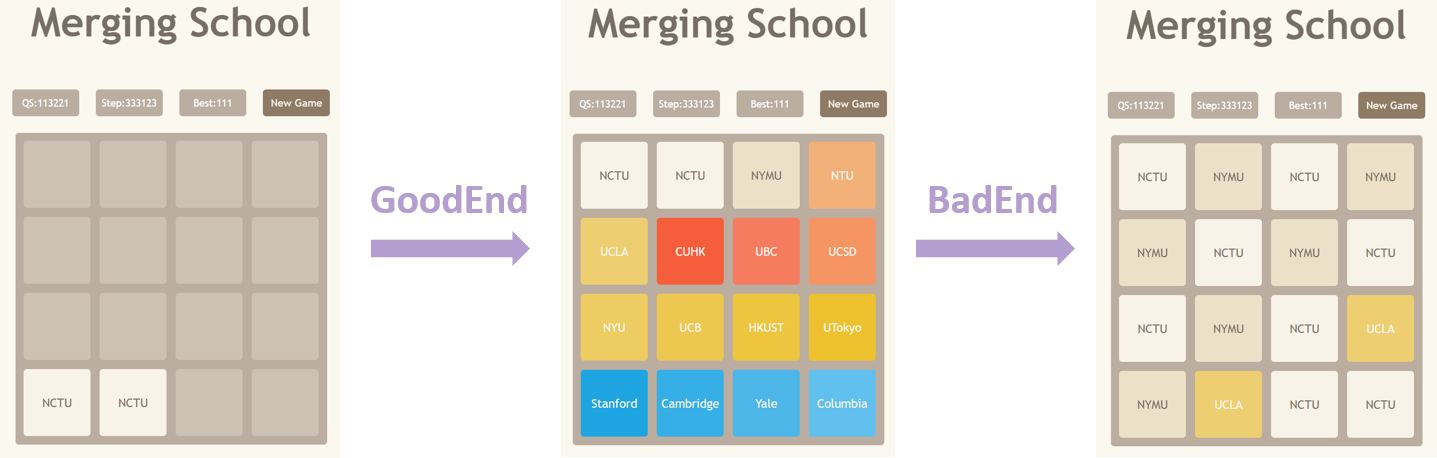 Merging School
QS:113221 Step:333123 Best:111 New Game
NCTU NCTU
GoodEnd
Merging School
QS:113221 Step:333123 Best:111 New Game
NCTU NCTU NYMU NTU
UCLA CUHK UBC UCSD
NYU UCB HKUST UTokyo
Stanford Cambridge Yale Columbia
BadEnd
Merging School
QS:113221 Step:333123 Best:111 New Game
NCTU NYMU NCTU NYMU
NYMU NCTU NYMU NCTU
NCTU NYMU NCTU UCLA
NYMU UCLA NCTU NCTU